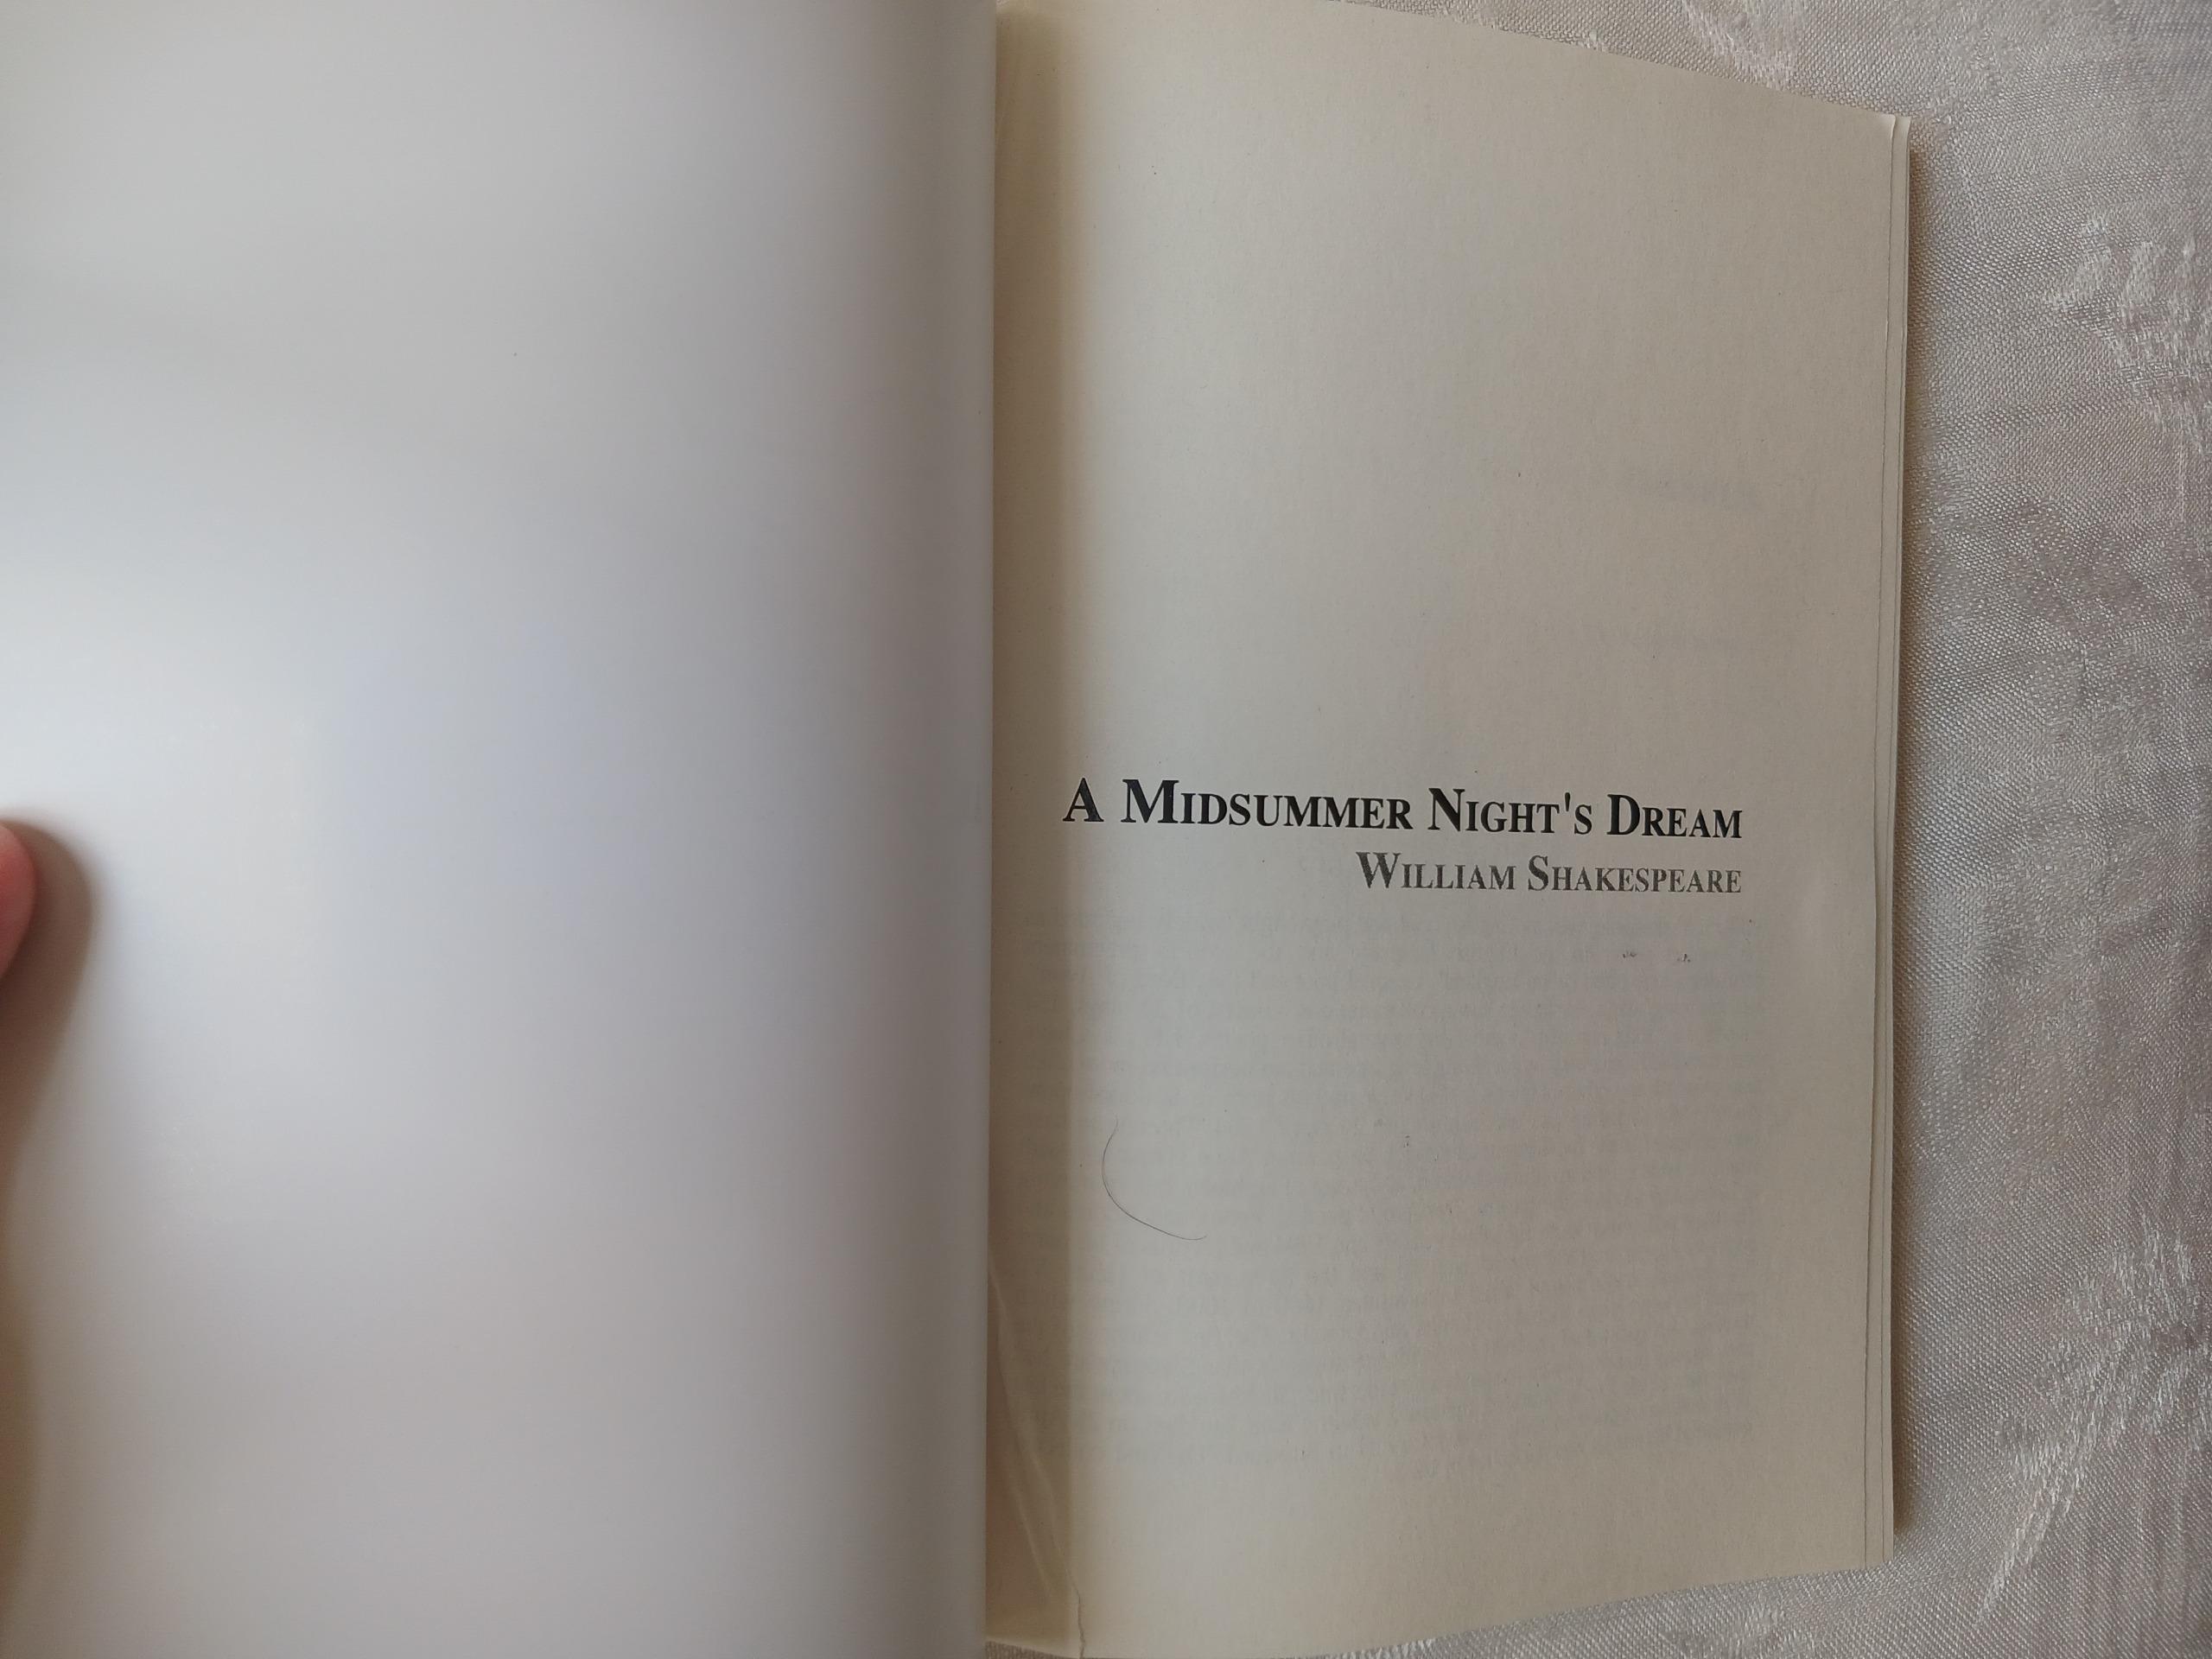 A MIDSUMMER NIGHT'S DREAM
WILLIAM SHAKESPEARE